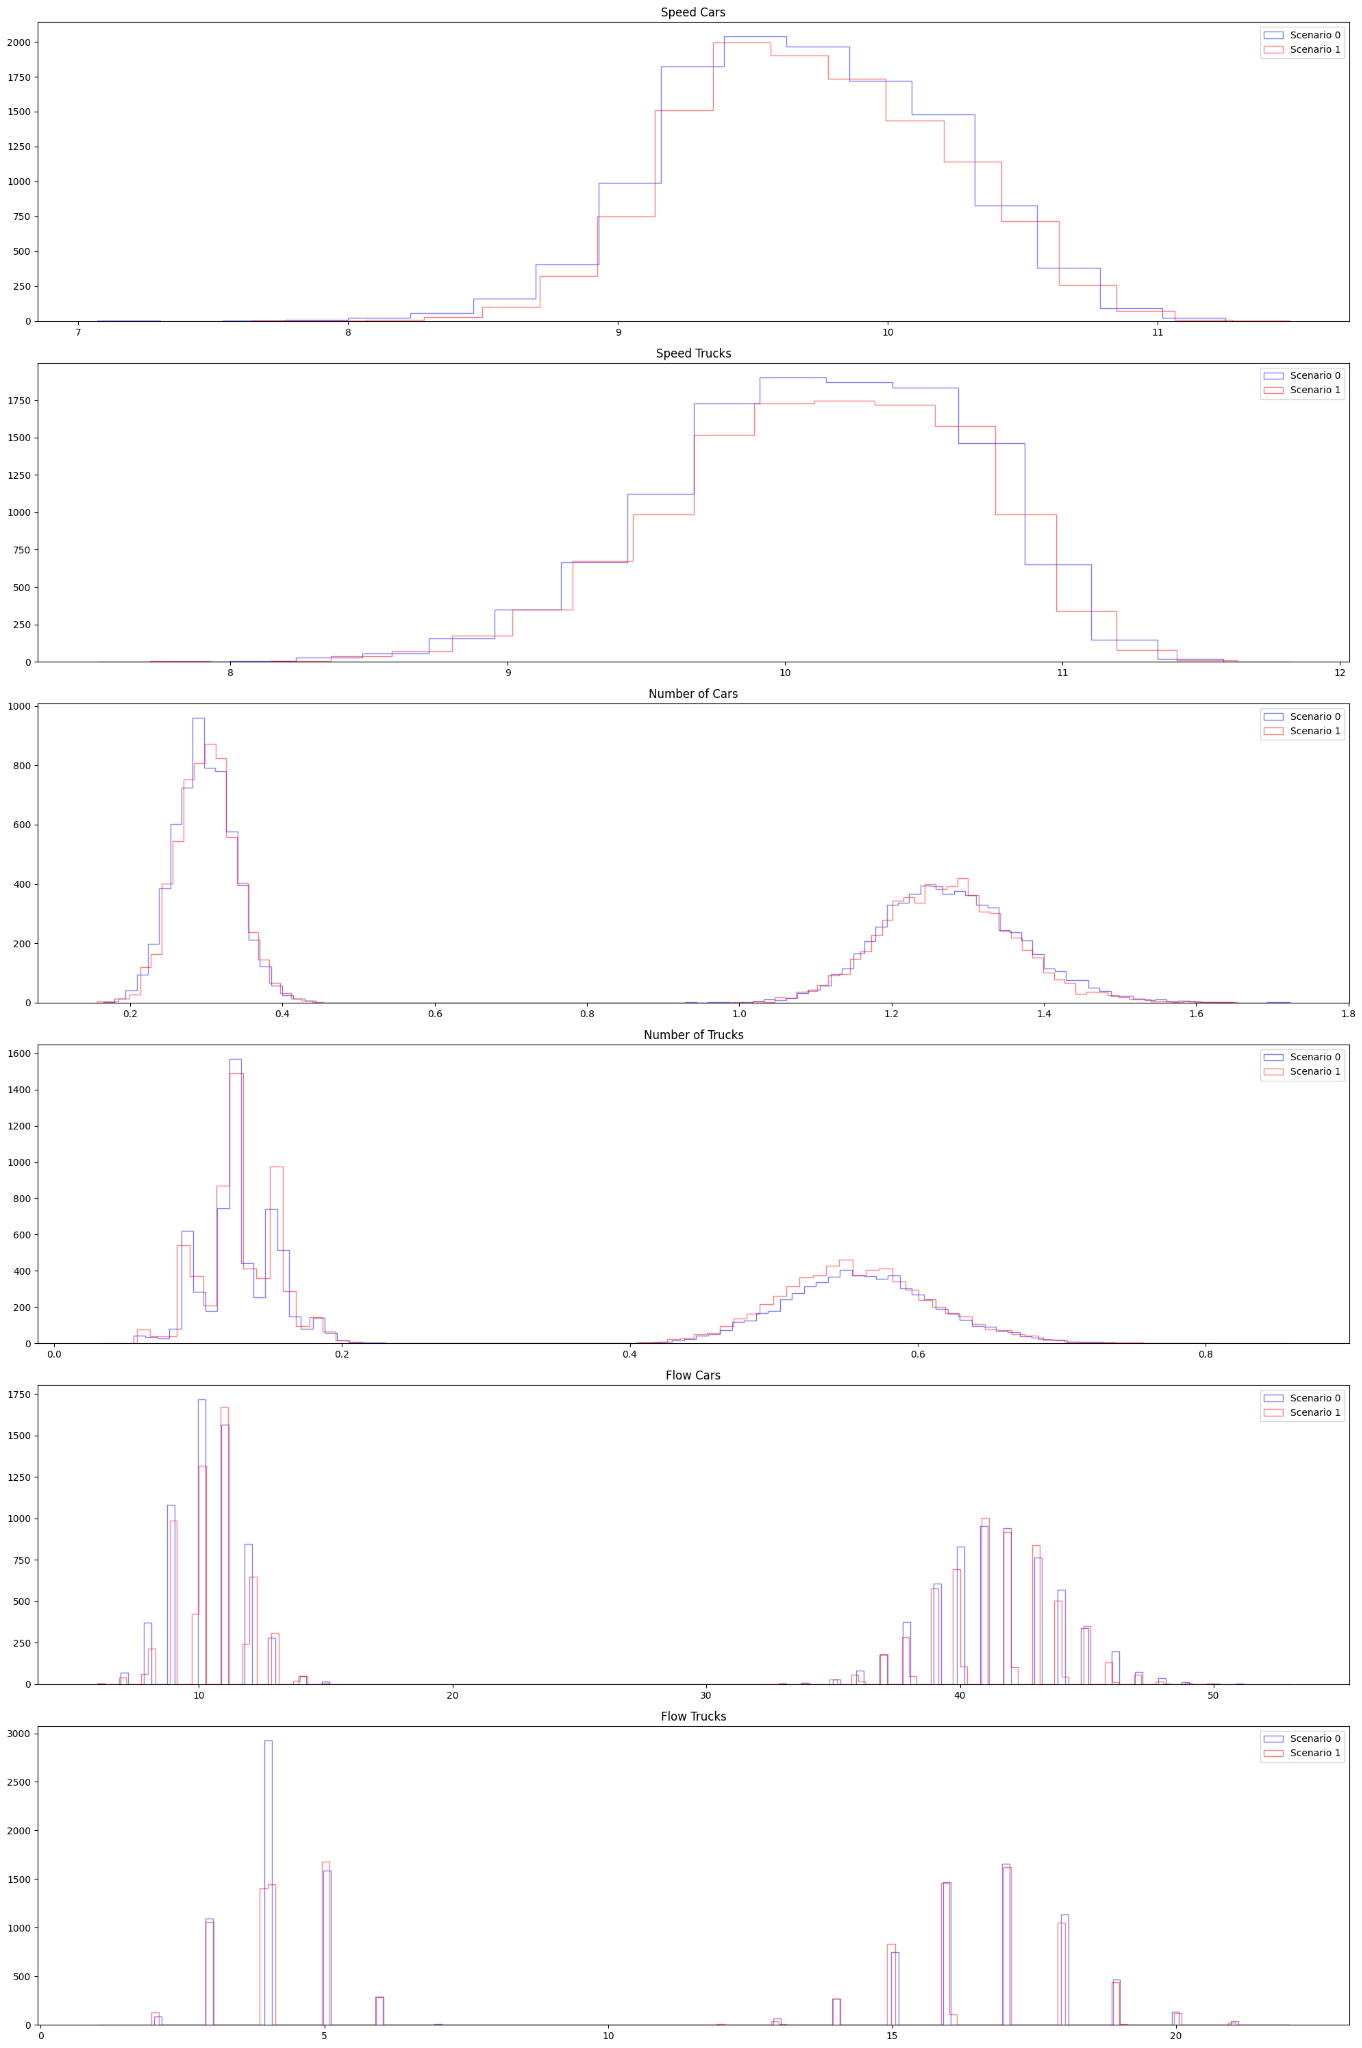 Speed Cars
Scenario 0
Scenario 1
2000
1750
1500
1250
1000
750
500
250
0
7 8 9 10 11
Speed Trucks
Scenario 0
Scenario 1
1750
1500
1250
1000
750
500
250
0
8 9 10 11 12
Number of Cars
Scenario 0
Scenario 1
1000
800
600
400
200
0
0.2 0.4 0.6 0.8 1.0 1.2 1.4 1.6 1.8
Number of Trucks
Scenario 0
Scenario 1
1600
1400
1200
1000
800
600
400
200
0
0.0 0.2 0.4 0.6 0.8
Flow Cars
Scenario 0
Scenario 1
1750
1500
1250
1000
750
500
250
0
10 20 30 40 50
Flow Trucks
Scenario 0
Scenario 1
3000
2500
2000
1500
1000
500
0
0 5 10 15 20